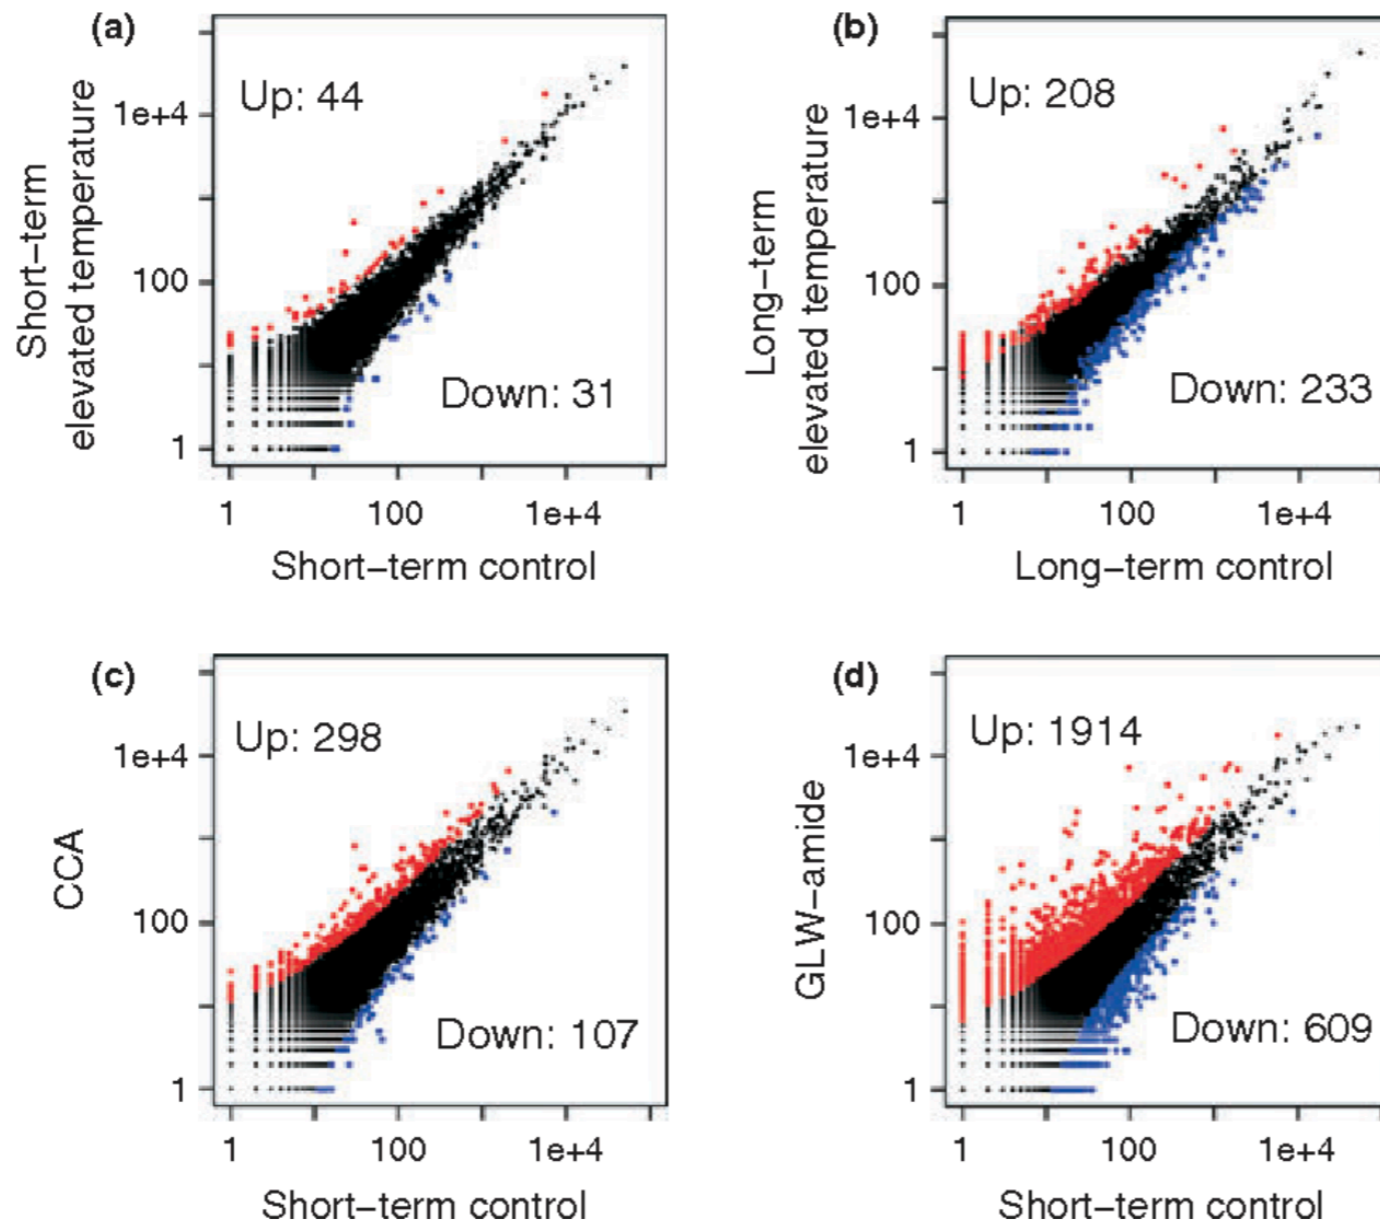 (a)
Up: 44
Down: 31
Short–term
elevated temperature
1e+4
100
1
1
100
1e+4
Short–term control
(b)
Up: 208
Down: 233
Long–term
elevated temperature
1e+4
100
1
1
100
1e+4
Long–term control
(c)
Up: 298
Down: 107
CCA
1e+4
100
1
1
100
1e+4
Short–term control
(d)
Up: 1914
Down: 609
GLW–amide
1e+4
100
1
1
100
1e+4
Short–term control